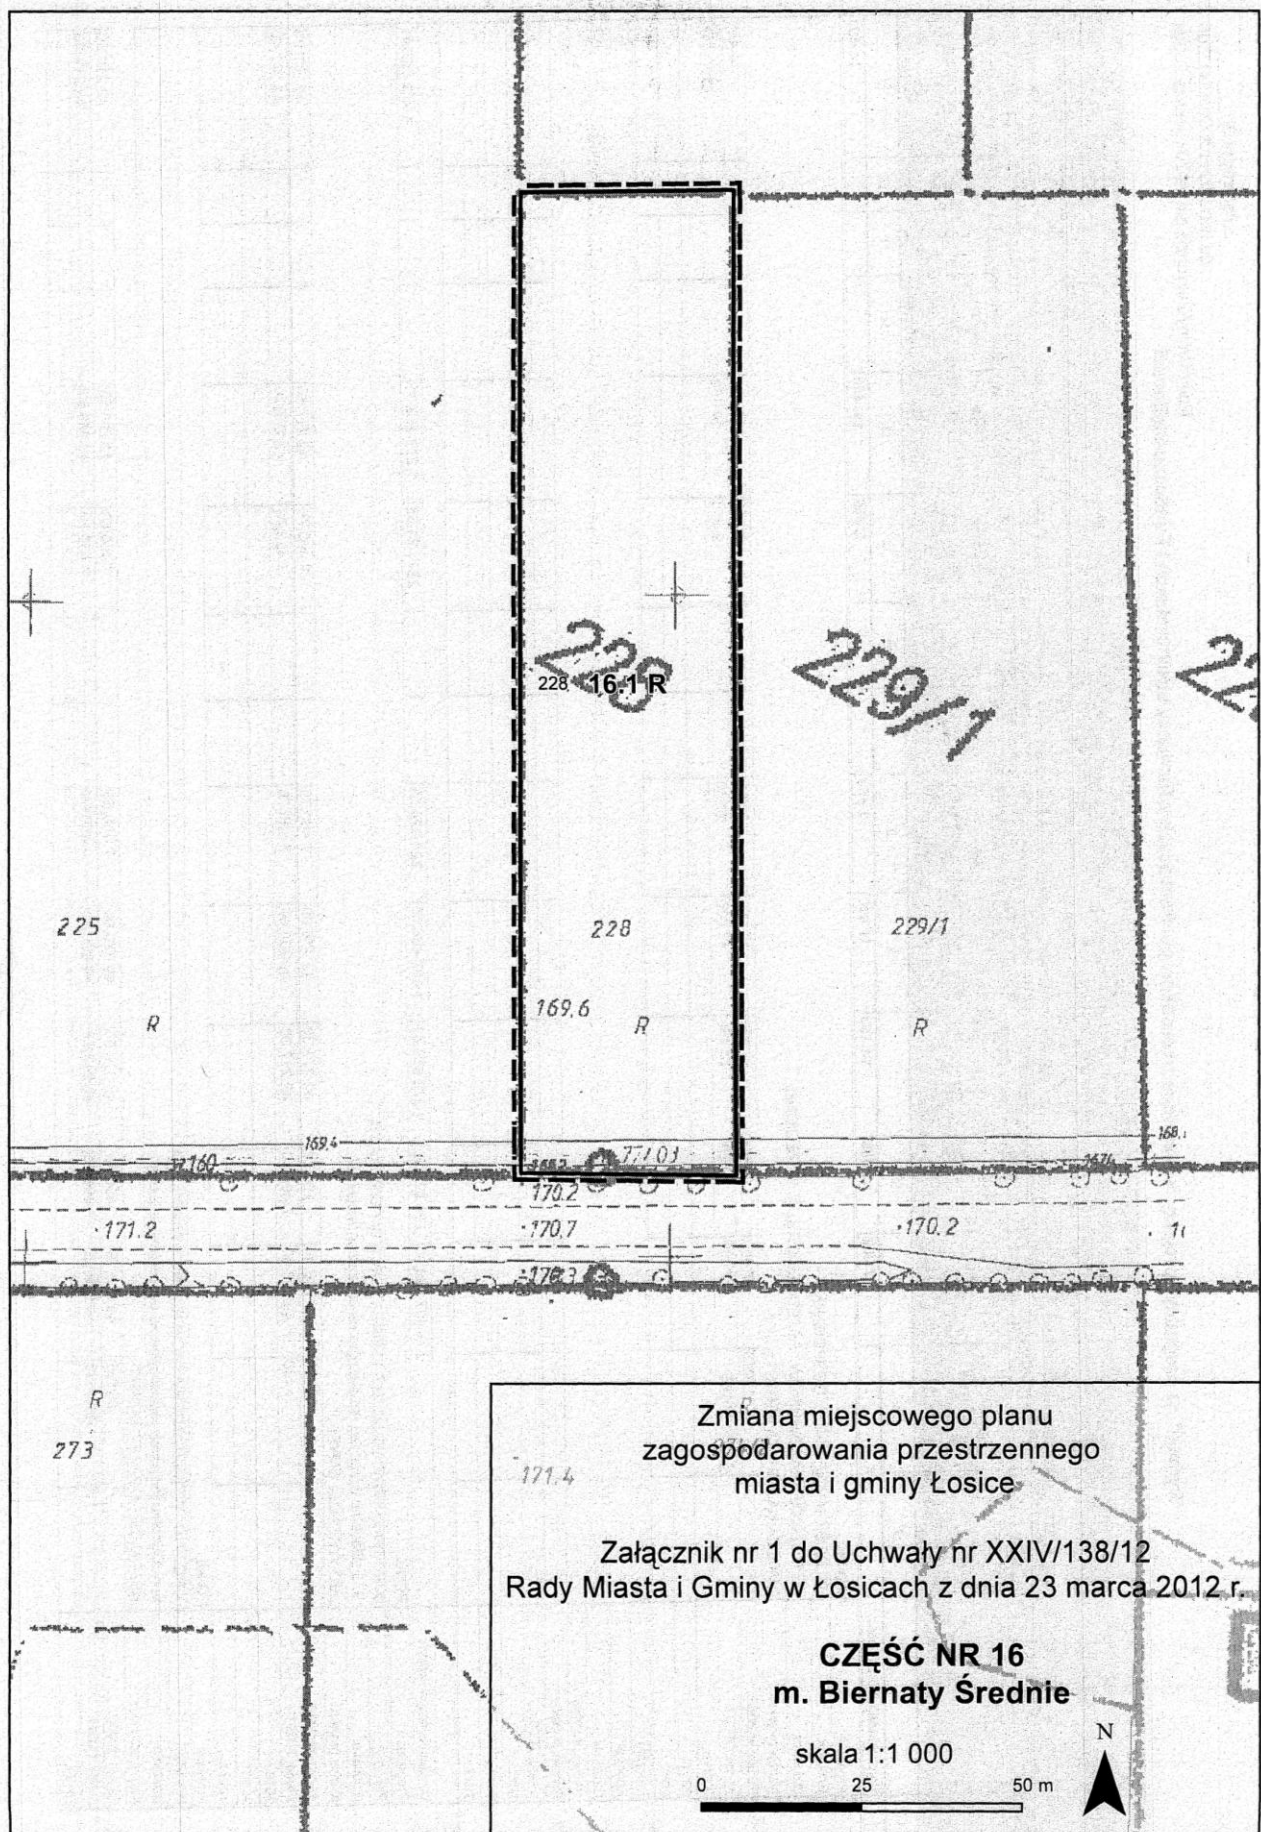 228
229/1
228 16.1 R
225
228
229/1
169,6
R
R
R
169,4
160
170.2
171.2
170,7
170.2
R
273
171.4
Zmiana miejscowego planu
zagospodarowania przestrzennego
miasta i gminy Łosice
Załącznik nr 1 do Uchwały nr XXIV/138/12
Rady Miasta i Gminy w Łosicach z dnia 23 marca 2012 r.
CZĘŚĆ NR 16
m. Biernaty Średnie
skala 1:1 000
N
0 25 50 m